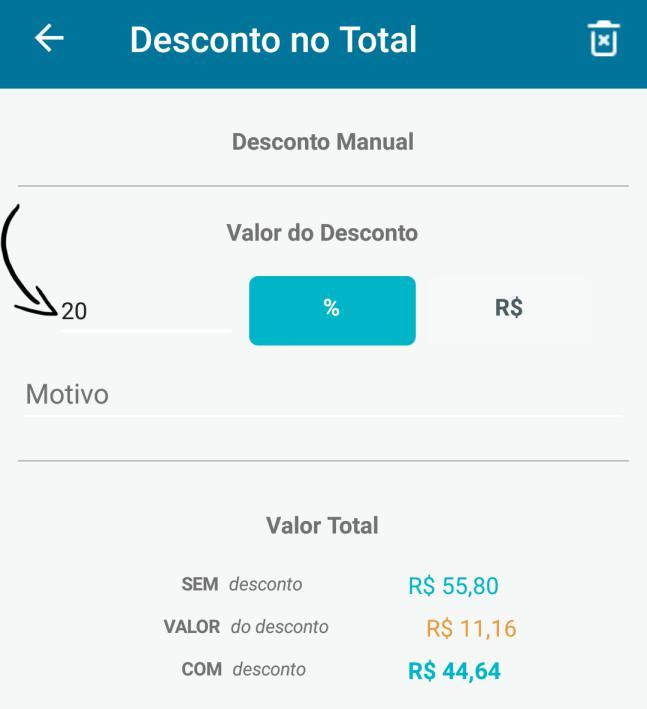 Desconto no Total
Desconto Manual
Valor do Desconto
20 % R$
Motivo
Valor Total
SEM desconto R$ 55,80
VALOR do desconto R$ 11,16
COM desconto R$ 44,64